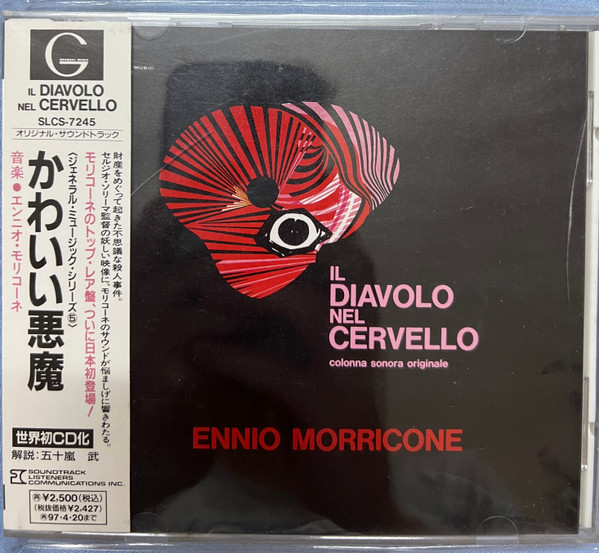 G
GENERAL MUSIC
IL DIAVOLO
NEL CERVELLO
SLCS-7245
オリジナル・サウンドトラック
財産をめぐって起きた不思議な殺人事件。
セルジオ・ソリーマ監督の妖しい映像に、モリコーネのサウンドが悩ましげに響きわたる。
モリコーネのトップ・レア盤、ついに日本初登場!
〈ジェネラル・ミュージック・シリーズ⑤〉
かわいい悪魔
音楽●エンニオ・モリコーネ
世界初CD化
解説:五十嵐 武
SOUNDTRACK
LISTENERS
COMMUNICATIONS INC.
¥2,500(税込)
(税抜価格¥2,427)
97・4・20まで
MUSIC
IL
DIAVOLO
NEL
CERVELLO
colonna sonora originale
ENNIO MORRICONE